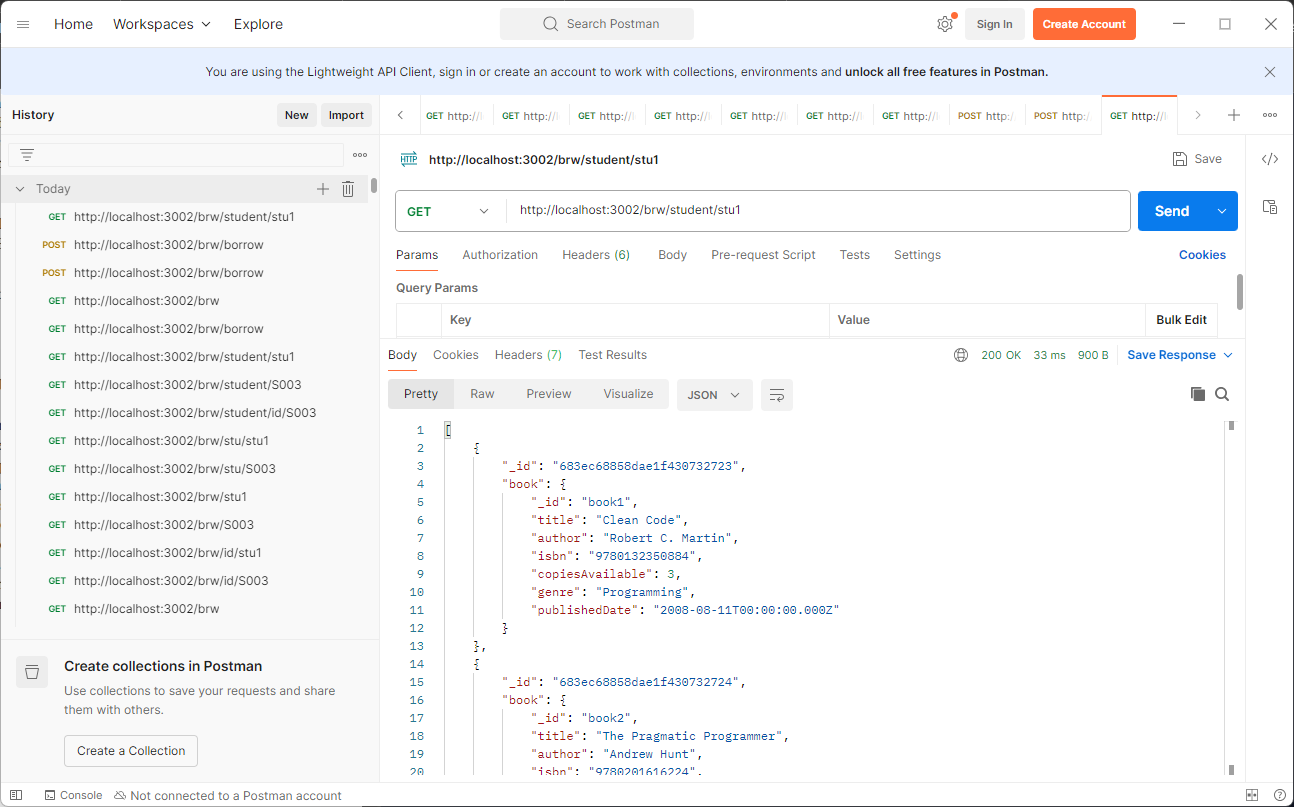 Home Workspaces Explore Search Postman Sign In Create Account
You are using the Lightweight API Client, sign in or create an account to work with collections, environments and unlock all free features in Postman.
History New Import
GET http:// GET http:// GET http:// GET http:// GET http:// GET http:// GET http:// POST http:/ POST http:/ GET http://
http://localhost:3002/brw/student/stu1 Save
Today
GET http://localhost:3002/brw/student/stu1
POST http://localhost:3002/brw/borrow
POST http://localhost:3002/brw/borrow
GET http://localhost:3002/brw
GET http://localhost:3002/brw/borrow
GET http://localhost:3002/brw/student/stu1
GET http://localhost:3002/brw/student/S003
GET http://localhost:3002/brw/student/id/S003
GET http://localhost:3002/brw/stu/stu1
GET http://localhost:3002/brw/stu/S003
GET http://localhost:3002/brw/stu1
GET http://localhost:3002/brw/S003
GET http://localhost:3002/brw/id/stu1
GET http://localhost:3002/brw/id/S003
GET http://localhost:3002/brw
Create collections in Postman
Use collections to save your requests and share
them with others.
Create a Collection
GET http://localhost:3002/brw/student/stu1 Send
Params Authorization Headers (6) Body Pre-request Script Tests Settings Cookies
Query Params
Key Value Bulk Edit
Body Cookies Headers (7) Test Results 200 OK 33 ms 900 B Save Response
Pretty Raw Preview Visualize JSON
1 [
2 {
3 "_id": "683ec68858dae1f430732723",
4 "book": {
5 "_id": "book1",
6 "title": "Clean Code",
7 "author": "Robert C. Martin",
8 "isbn": "9780132350884",
9 "copiesAvailable": 3,
10 "genre": "Programming",
11 "publishedDate": "2008-08-11T00:00:00.000Z"
12 }
13 },
14 {
15 "_id": "683ec68858dae1f430732724",
16 "book": {
17 "_id": "book2",
18 "title": "The Pragmatic Programmer",
19 "author": "Andrew Hunt",
20 "isbn": "9780201616224",
Console Not connected to a Postman account